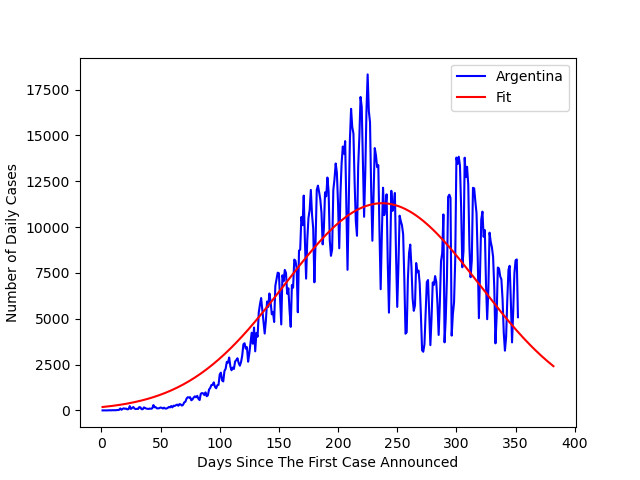 Argentina
Fit
Number of Daily Cases
17500
15000
12500
10000
7500
5000
2500
0
0 50 100 150 200 250 300 350 400
Days Since The First Case Announced